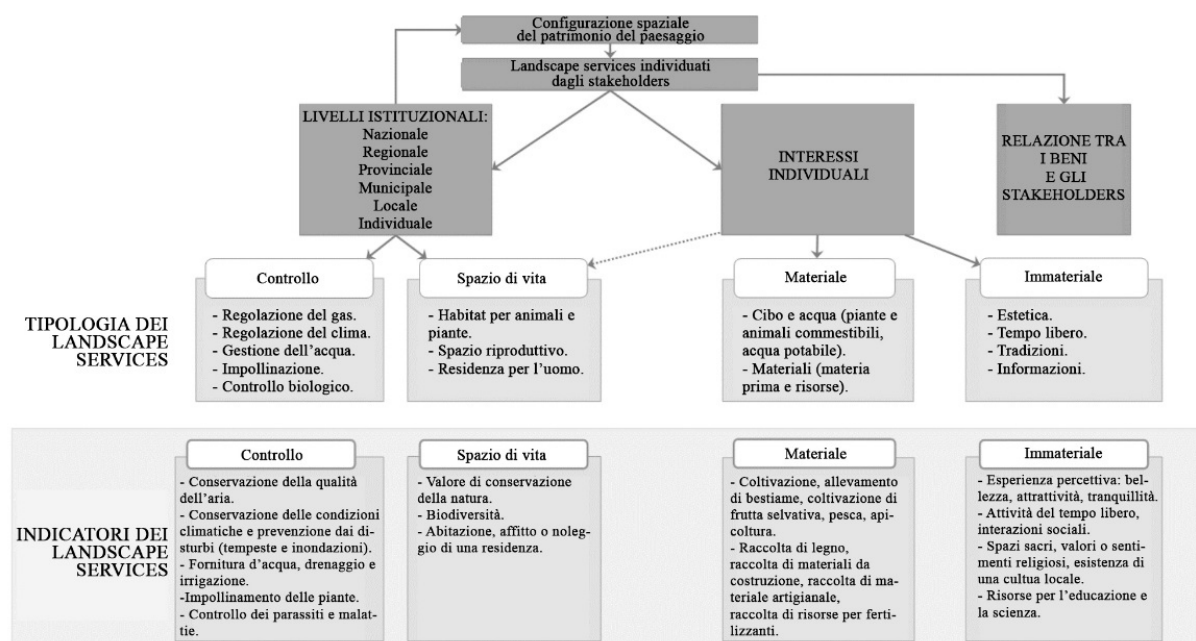 Configurazione spaziale
del patrimonio del paesaggio
Landscape services individuati
dagli stakeholders
LIVELLI ISTITUZIONALI:
Nazionale
Regionale
Provinciale
Municipale
Locale
Individuale
INTERESSI
INDIVIDUALI
RELAZIONE TRA
I BENI
E GLI
STAKEHOLDERS
TIPOLOGIA DEI
LANDSCAPE
SERVICES
Controllo
- Regolazione del gas.
- Regolazione del clima.
- Gestione dell'acqua.
- Impollinazione.
- Controllo biologico.
Spazio di vita
- Habitat per animali e
piante.
- Spazio riproduttivo.
- Residenza per l'uomo.
Materiale
- Cibo e acqua (piante e
animali commestibili,
acqua potabile).
- Materiali (materia
prima e risorse).
Immateriale
- Estetica.
- Tempo libero.
- Tradizioni.
- Informazioni.
INDICATORI DEI
LANDSCAPE
SERVICES
Controllo
- Conservazione della qualità
dell'aria.
- Conservazione delle condizioni
climatiche e prevenzione dai di-
sturbi (tempeste e inondazioni).
- Fornitura d'acqua, drenaggio e
irrigazione.
-Impollinamento delle piante.
- Controllo dei parassiti e malat-
tie.
Spazio di vita
- Valore di conservazione
della natura.
- Biodiversità.
- Abitazione, affitto o noleg-
gio di una residenza.
Materiale
- Coltivazione, allevamento
di bestiame, coltivazione di
frutta selvativa, pesca, api-
coltura.
- Raccolta di legno,
raccolta di materiali da
costruzione, raccolta di ma-
teriale artigianale,
raccolta di risorse per ferti-
lizzanti.
Immateriale
- Esperienza percettiva: bel-
lezza, attrattività, tranquillità.
- Attività del tempo libero,
interazioni sociali.
- Spazi sacri, valori o senti-
menti religiosi, esistenza di
una cultua locale.
- Risorse per l'educazione e
la scienza.